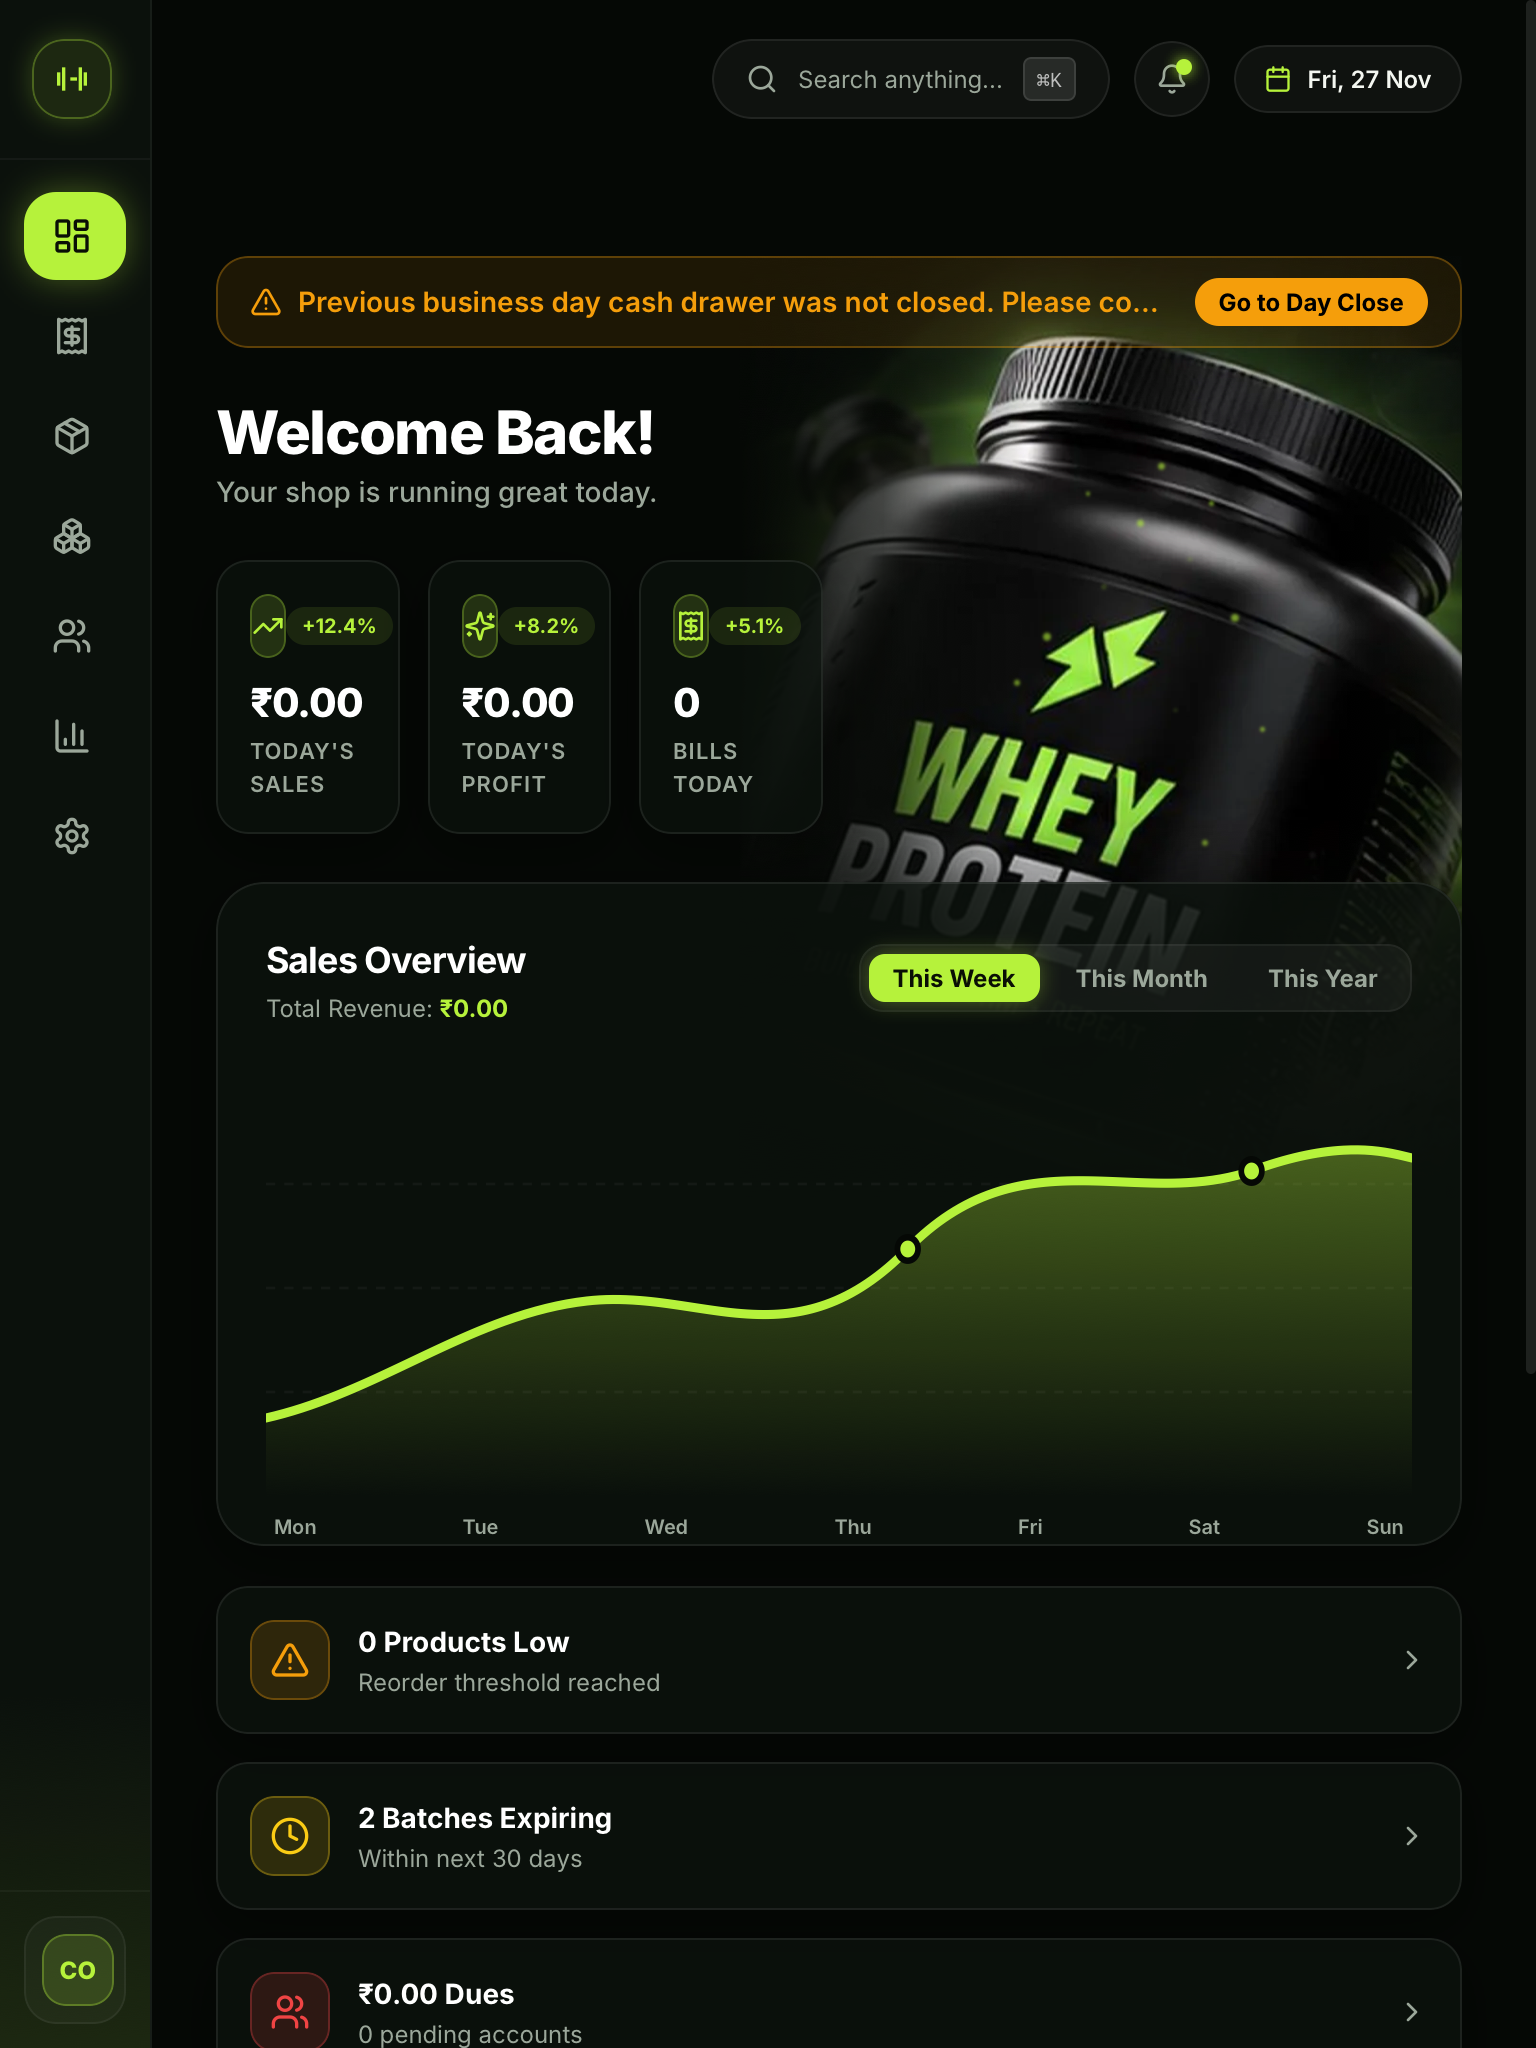 Search anything...
⌘K
Fri, 27 Nov
Previous business day cash drawer was not closed. Please co...
Go to Day Close
Welcome Back!
Your shop is running great today.
+12.4%
₹0.00
TODAY'S
SALES
+8.2%
₹0.00
TODAY'S
PROFIT
+5.1%
0
BILLS
TODAY
WHEY
PROTEIN
REPEAT
Sales Overview
Total Revenue: ₹0.00
This Week
This Month
This Year
Mon
Tue
Wed
Thu
Fri
Sat
Sun
0 Products Low
Reorder threshold reached
2 Batches Expiring
Within next 30 days
₹0.00 Dues
0 pending accounts
CO